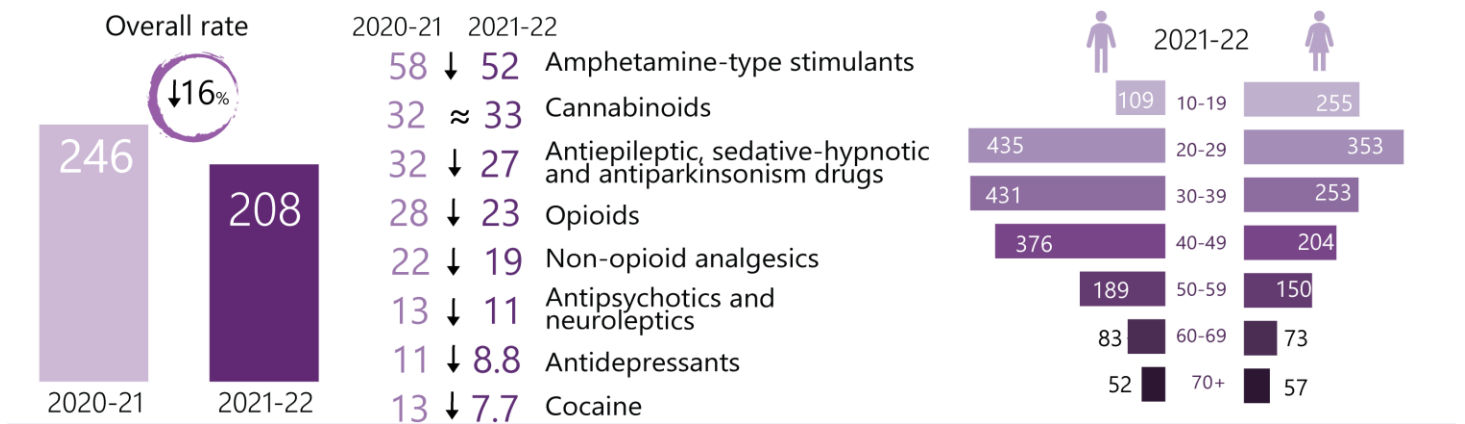 Overall rate
↓16%
246
208
2020-21
2021-22
2020-21 2021-22
58 ↓ 52 Amphetamine-type stimulants
32 ≈ 33 Cannabinoids
32 ↓ 27 Antiepileptic, sedative-hypnotic
and antiparkinsonism drugs
28 ↓ 23 Opioids
22 ↓ 19 Non-opioid analgesics
13 ↓ 11 Antipsychotics and
neuroleptics
11 ↓ 8.8 Antidepressants
13 ↓ 7.7 Cocaine
2021-22
109 10-19 255
435 20-29 353
431 30-39 253
376 40-49 204
189 50-59 150
83 60-69 73
52 70+ 57